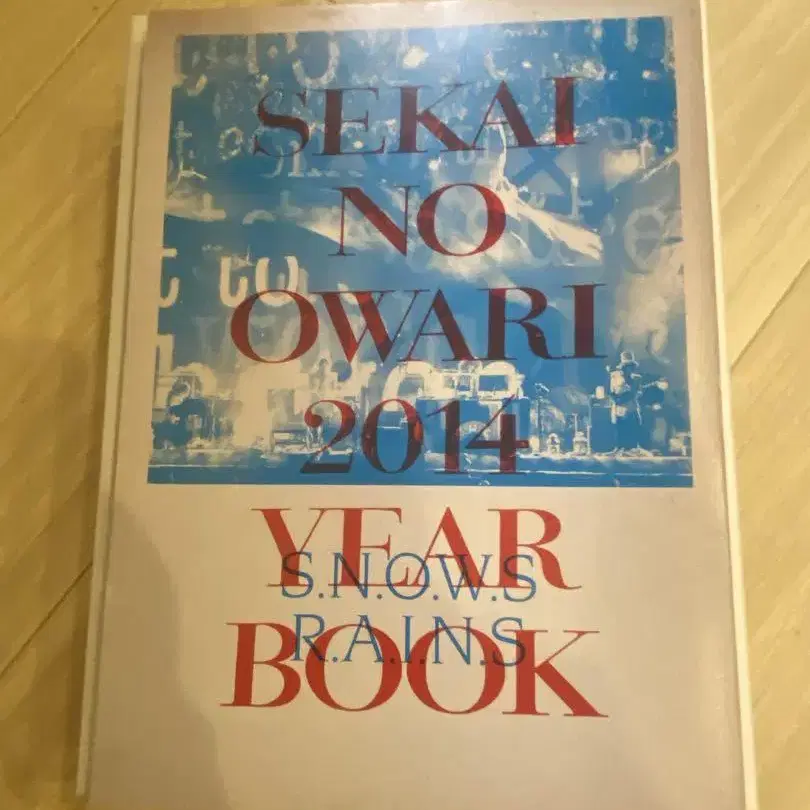 SEKAI
NO
OWARI
2014
YEAR
S.N.O.W.S
R.A.I.N.S
BOOK